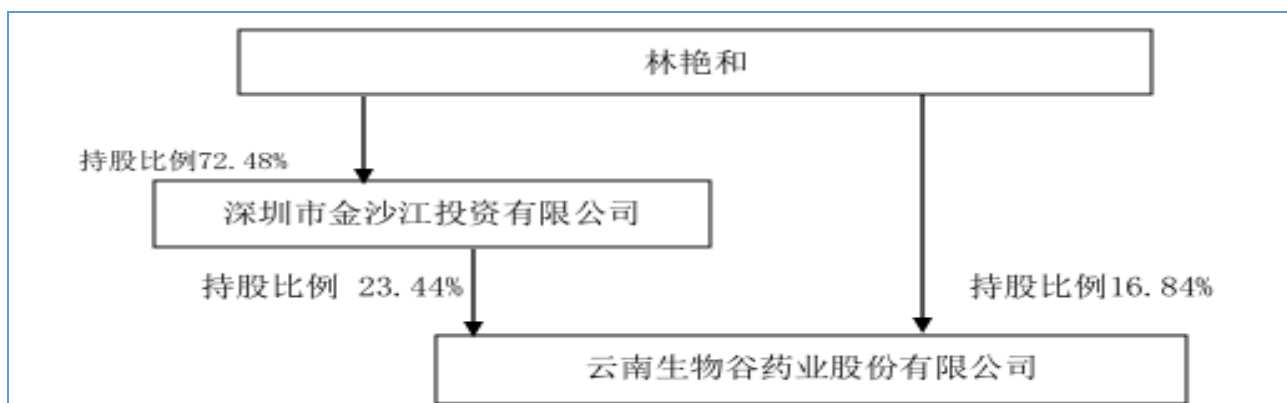 林艳和
持股比例72.48%
深圳市金沙江投资有限公司
持股比例 23.44%
持股比例16.84%
云南生物谷药业股份有限公司